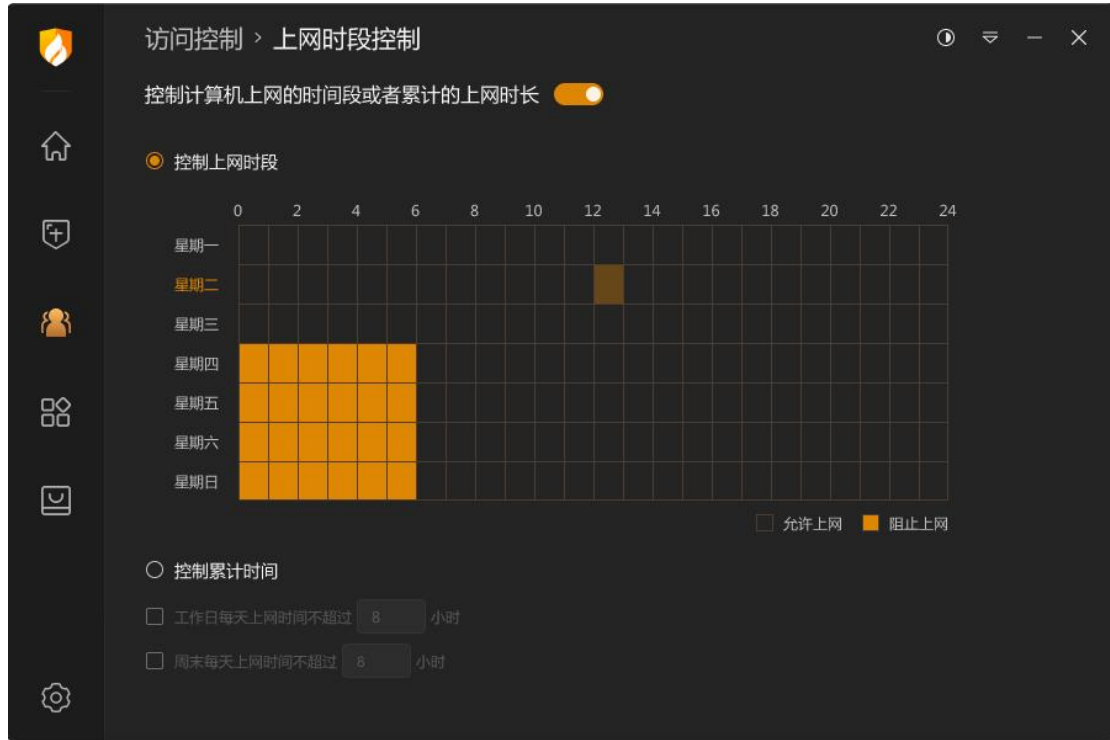 访问控制 > 上网时段控制
控制计算机上网的时间段或者累计的上网时长
控制上网时段
0 2 4 6 8 10 12 14 16 18 20 22 24
星期一
星期二
星期三
星期四
星期五
星期六
星期日
允许上网 阻止上网
控制累计时间
工作日每天上网时间不超过 8 小时
周末每天上网时间不超过 8 小时